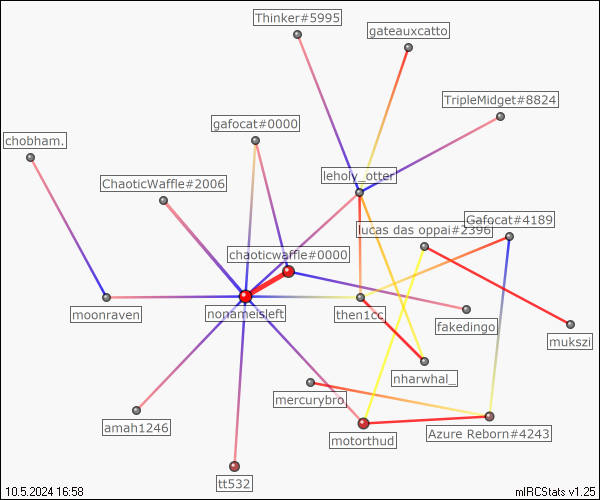 Thinker#5995
gateauxcatto
TripleMidget#8824
gafocat#0000
chobham.
leholy_otter
ChaoticWaffle#2006
Gafocat#4189
lucas das oppai#2396
chaoticwaffle#0000
moonraven
nonameisleft
then1cc
fakedingo
mukszi
nharwhal_
mercurybro
amah1246
motorthud
Azure Reborn#4243
tt532
10.5.2024 16:58
mIRCStats v1.25